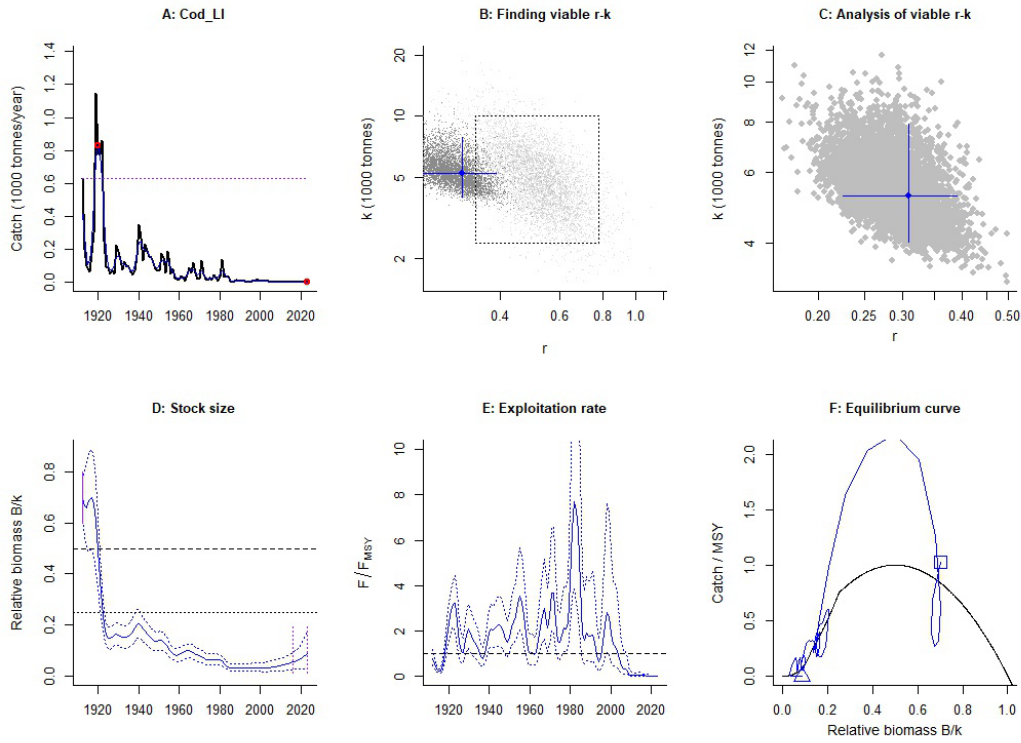 A: Cod_LI
Catch (1000 tonnes/year)
0.0 0.2 0.4 0.6 0.8 1.0 1.2 1.4
1920 1940 1960 1980 2000 2020
B: Finding viable r-k
k (1000 tonnes)
2 5 10 20
0.4 0.6 0.8 1.0
r
C: Analysis of viable r-k
k (1000 tonnes)
4 6 8 10 12
0.20 0.25 0.30 0.40 0.50
r
D: Stock size
Relative biomass B/k
0.0 0.2 0.4 0.6 0.8
1920 1940 1960 1980 2000 2020
E: Exploitation rate
F / FMSY
0 2 4 6 8 10
1920 1940 1960 1980 2000 2020
F: Equilibrium curve
Catch / MSY
0.0 0.5 1.0 1.5 2.0
0.0 0.2 0.4 0.6 0.8 1.0
Relative biomass B/k